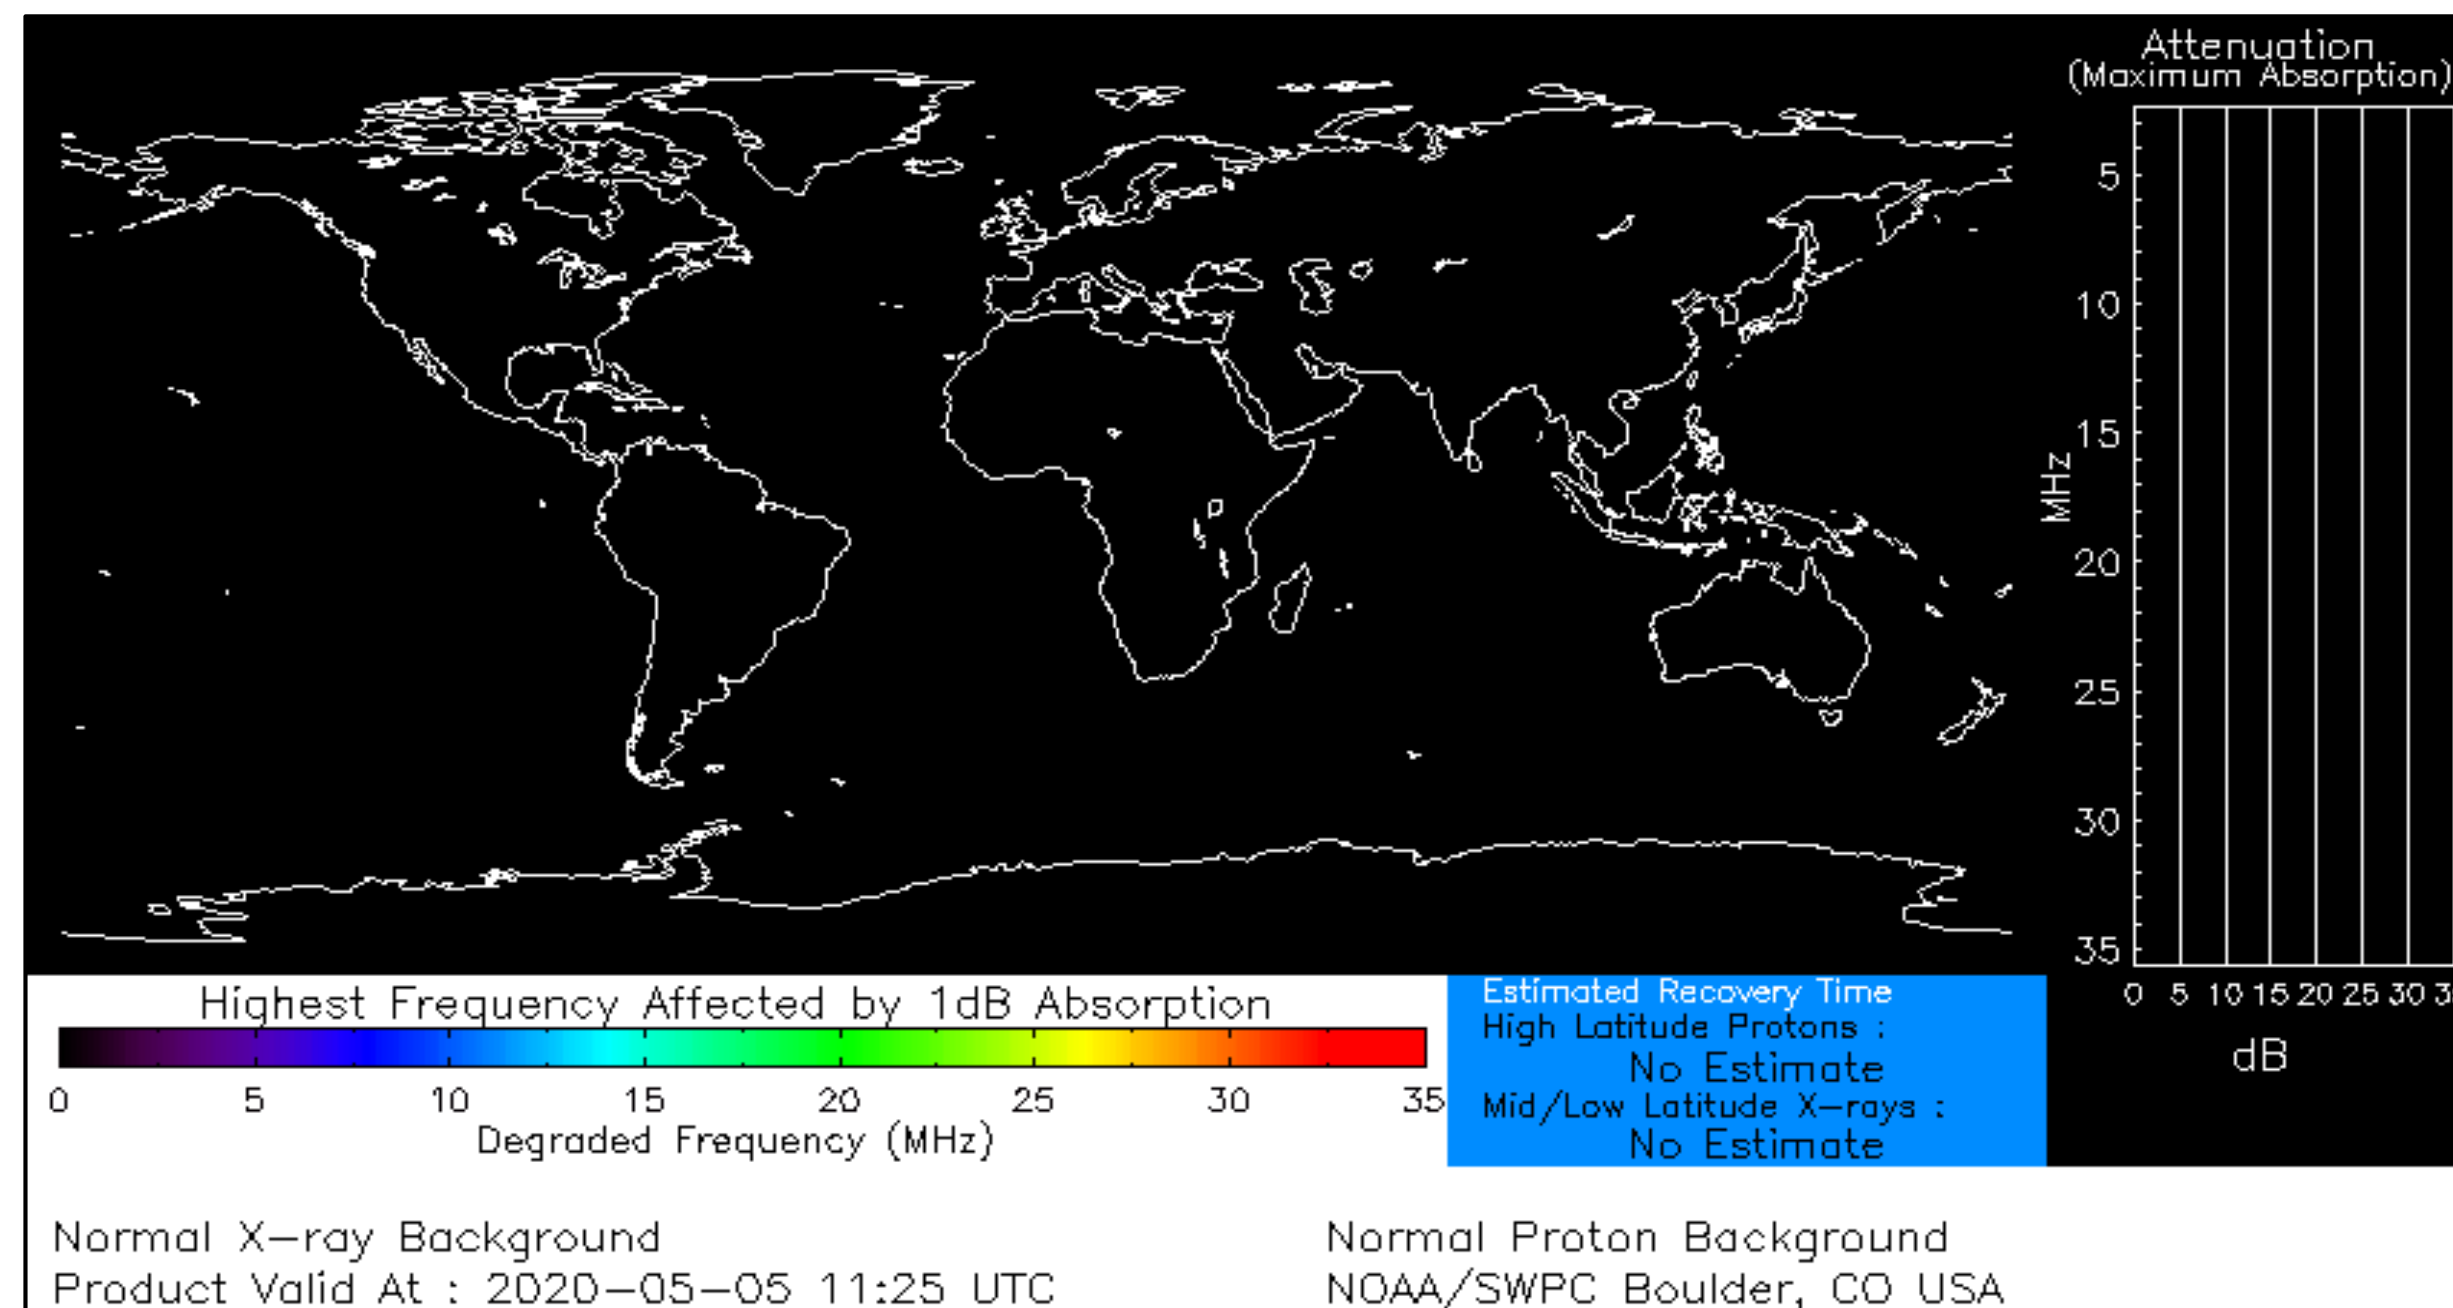 Attenuation
(Maximum Absorption)
5
10
15
20
25
30
35
MHz
0 5 10 15 20 25 30
dB
Highest Frequency Affected by 1dB Absorption
0 5 10 15 20 25 30 35
Degraded Frequency (MHz)
Estimated Recovery Time
High Latitude Protons :
No Estimate
Mid/Low Latitude X-rays :
No Estimate
Normal X-ray Background
Normal Proton Background
Product Valid At : 2020-05-05 11:25 UTC
NOAA/SWPC Boulder, CO USA